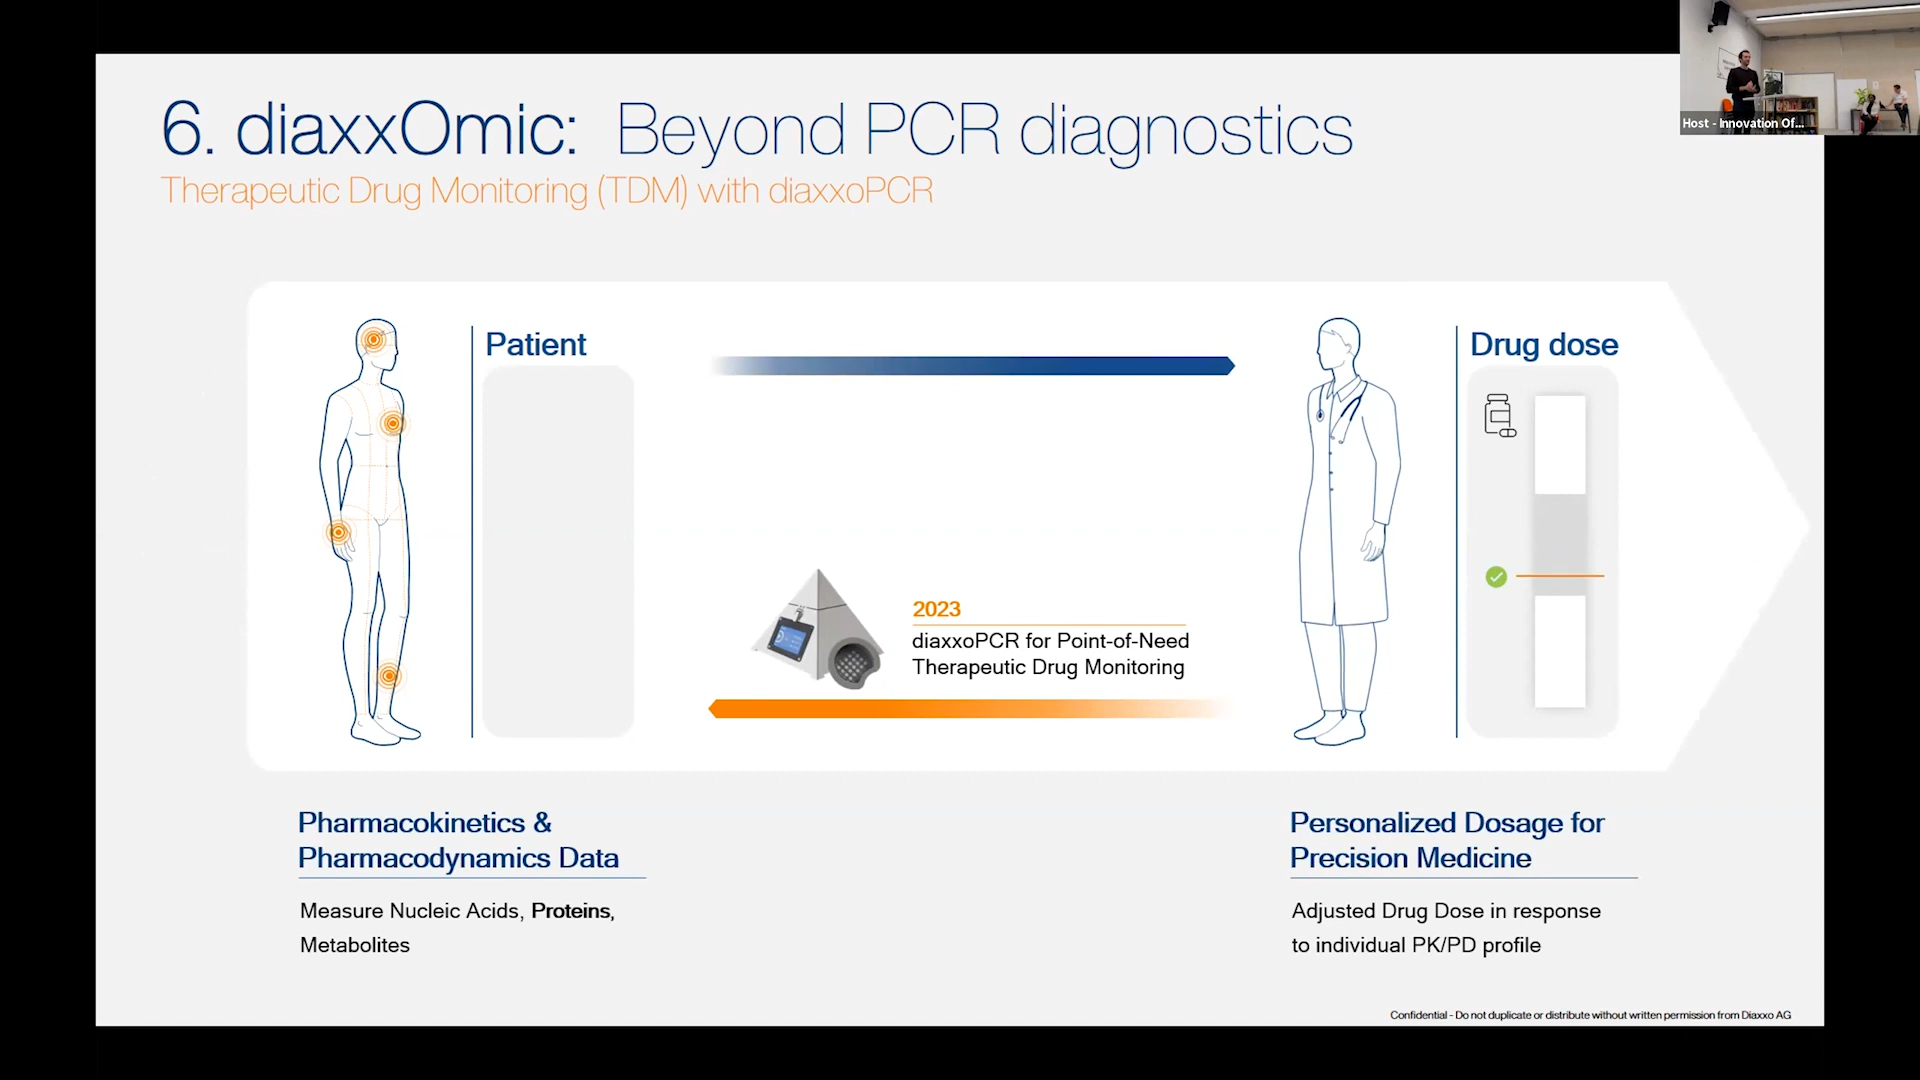 6. diaxxOmic: Beyond PCR diagnostics
Therapeutic Drug Monitoring (TDM) with diaxxoPCR
Host - Innovation Of...
Patient
Drug dose
2023
diaxxoPCR for Point-of-Need
Therapeutic Drug Monitoring
Pharmacokinetics &
Pharmacodynamics Data
Measure Nucleic Acids, Proteins,
Metabolites
Personalized Dosage for
Precision Medicine
Adjusted Drug Dose in response
to individual PK/PD profile
Confidential - Do not duplicate or distribute without written permission from Diaxxo AG